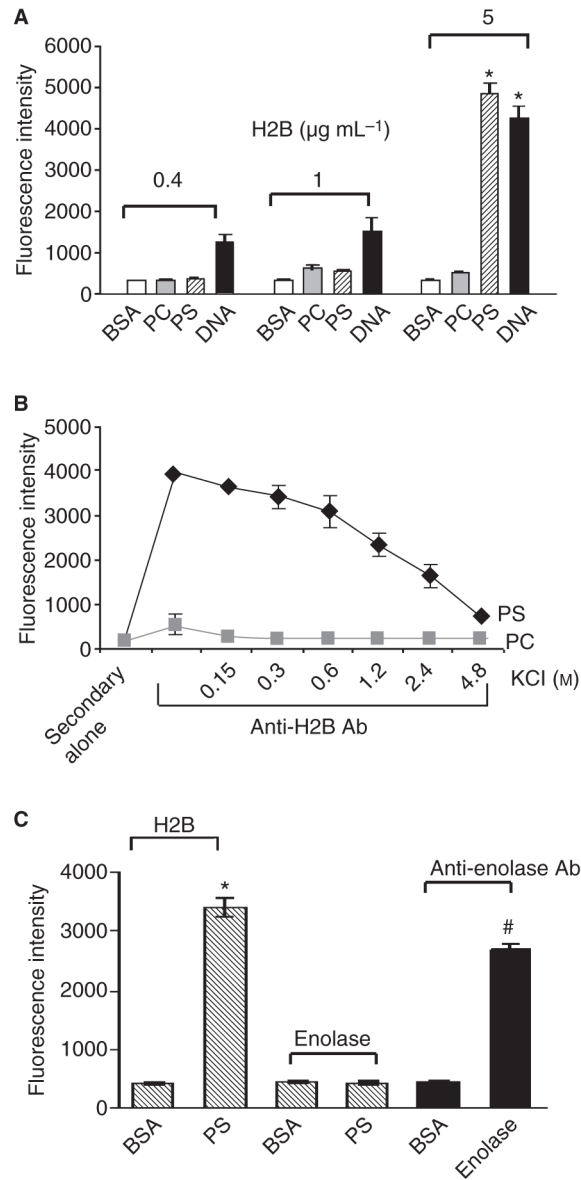 A
5
6000
5000
4000
3000
2000
1000
0
Fluorescence intensity
* *
H2B (µg mL⁻¹)
0.4
1
BSA PC PS DNA BSA PC PS DNA BSA PC PS DNA
B
5000
4000
3000
2000
1000
0
Fluorescence intensity
PS
PC
Secondary alone
0.15 0.3 0.6 1.2 2.4 4.8 KCl (M)
Anti-H2B Ab
C
H2B
4000
3000
2000
1000
0
Fluorescence intensity
*
Anti-enolase Ab
#
Enolase
BSA PS BSA PS BSA Enolase